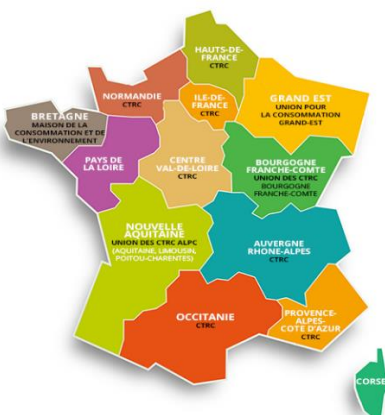 HAUTS-DE-
FRANCE
CTRC
NORMANDIE
CTRC
ILE-DE-
FRANCE
CTRC
GRAND EST
UNION POUR
LA CONSOMMATION
GRAND-EST
BRETAGNE
MAISON DE LA
CONSOMMATION ET DE
L'ENVIRONNEMENT
PAYS DE
LA LOIRE
CENTRE
VAL-DE-LOIRE
CTRC
BOURGOGNE
FRANCHE-COMTE
UNION DES CTRC
BOURGOGNE
FRANCHE-COMTE
NOUVELLE
AQUITAINE
UNION DES CTRC ALPC
(AQUITAINE, LIMOUSIN,
POITOU-CHARENTES)
AUVERGNE
RHONE-ALPES
CTRC
OCCITANIE
CTRC
PROVENCE-
ALPES-
COTE D'AZUR
CTRC
CORSE